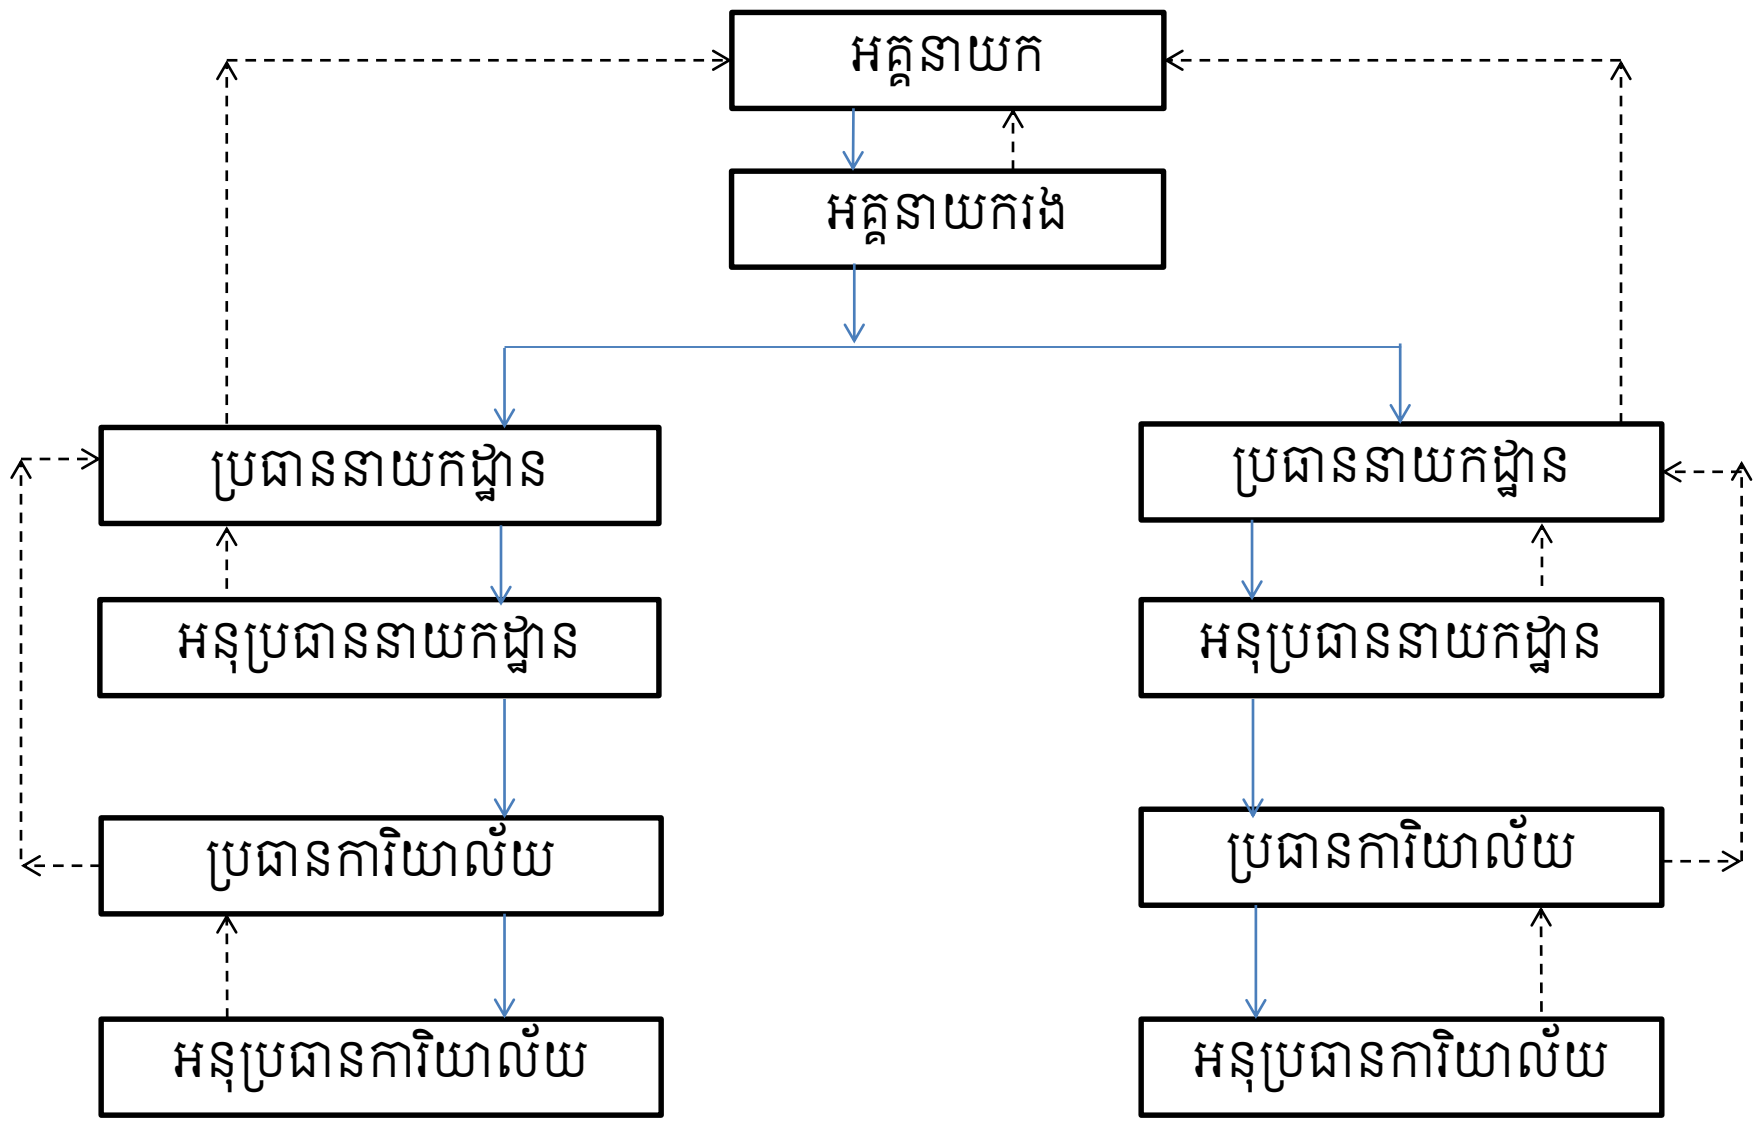 អគ្គនាយក
អគ្គនាយករង
ប្រធាននាយកដ្ឋាន
ប្រធាននាយកដ្ឋាន
អនុប្រធាននាយកដ្ឋាន
អនុប្រធាននាយកដ្ឋាន
ប្រធានការិយាល័យ
ប្រធានការិយាល័យ
អនុប្រធានការិយាល័យ
អនុប្រធានការិយាល័យ